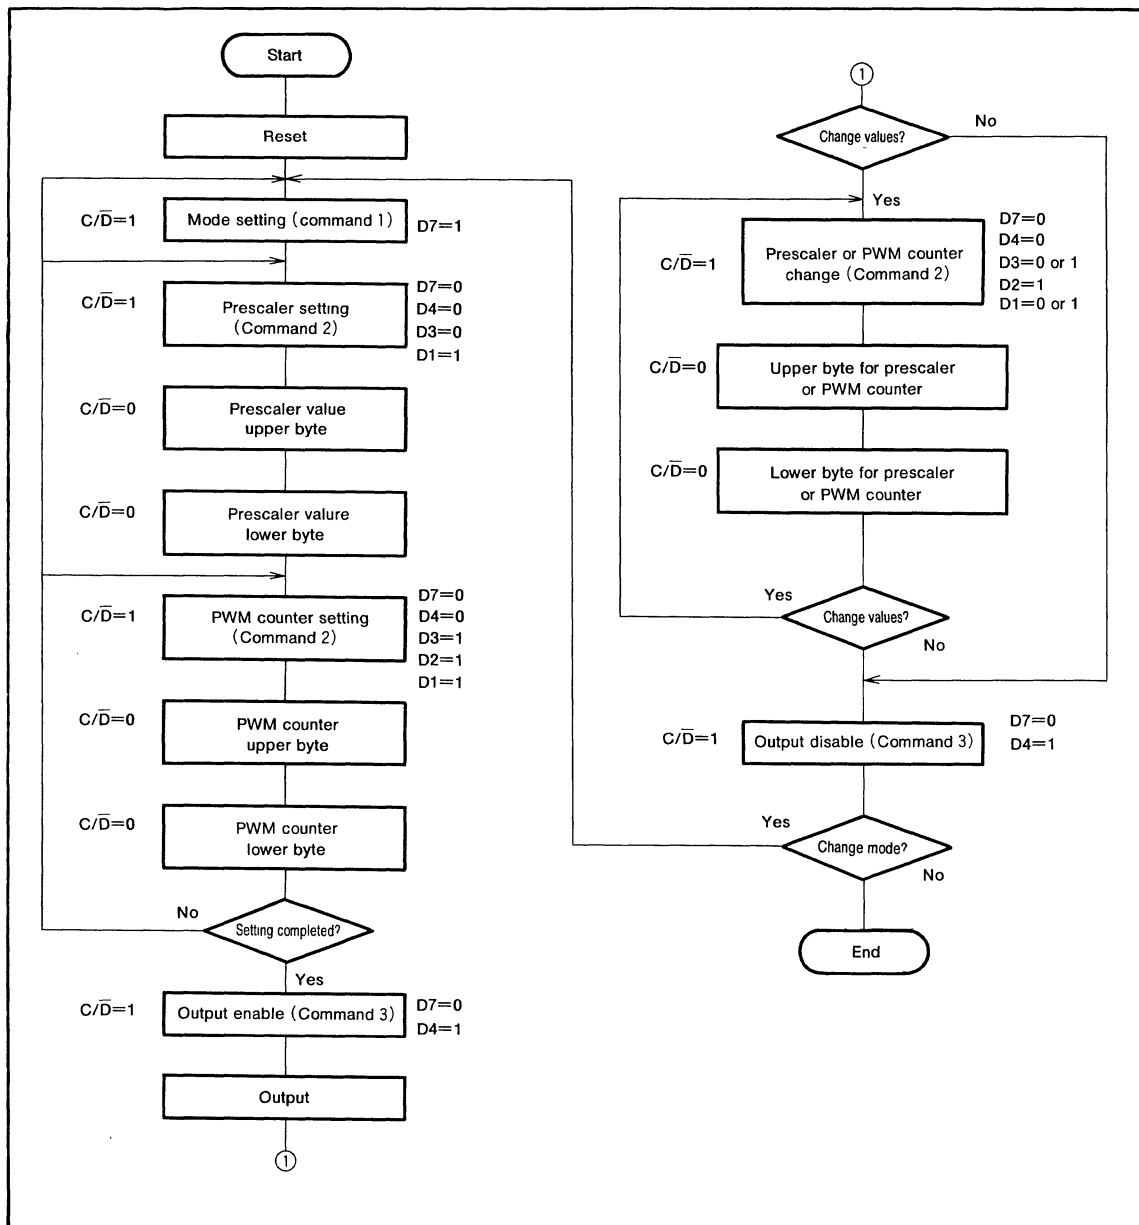 Start
Reset
C/D̅=1
Mode setting (command 1)
D7=1
C/D̅=1
Prescaler setting
(Command 2)
D7=0
D4=0
D3=0
D1=1
C/D̅=0
Prescaler value
upper byte
C/D̅=0
Prescaler valure
lower byte
C/D̅=1
PWM counter setting
(Command 2)
D7=0
D4=0
D3=1
D2=1
D1=1
C/D̅=0
PWM counter
upper byte
C/D̅=0
PWM counter
lower byte
No
Setting completed?
Yes
C/D̅=1
Output enable (Command 3)
D7=0
D4=1
Output
1
1
Change values?
No
Yes
C/D̅=1
Prescaler or PWM counter
change (Command 2)
D7=0
D4=0
D3=0 or 1
D2=1
D1=0 or 1
C/D̅=0
Upper byte for prescaler
or PWM counter
C/D̅=0
Lower byte for prescaler
or PWM counter
Yes
Change values?
No
C/D̅=1
Output disable (Command 3)
D7=0
D4=1
Yes
Change mode?
No
End